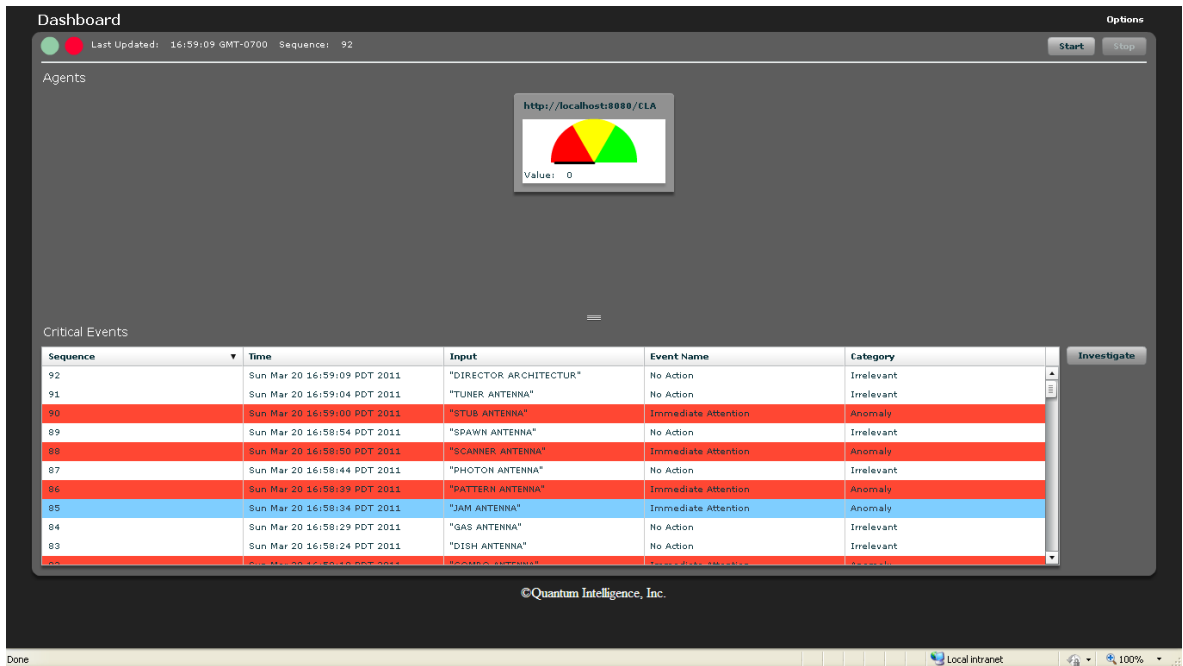 Dashboard
Options
Last Updated: 16:59:09 GMT-0700 Sequence: 92
Start Stop
Agents
http://localhost:8080/CLA
Value: 0
Critical Events
Sequence Time Input Event Name Category
Investigate
92 Sun Mar 20 16:59:09 PDT 2011 "DIRECTOR ARCHITECTUR" No Action Irrelevant
91 Sun Mar 20 16:59:04 PDT 2011 "TUNER ANTENNA" No Action Irrelevant
90 Sun Mar 20 16:59:00 PDT 2011 "STUB ANTENNA" Immediate Attention Anomaly
89 Sun Mar 20 16:58:54 PDT 2011 "SPAWN ANTENNA" No Action Irrelevant
88 Sun Mar 20 16:58:50 PDT 2011 "SCANNER ANTENNA" Immediate Attention Anomaly
87 Sun Mar 20 16:58:44 PDT 2011 "PHOTON ANTENNA" No Action Irrelevant
86 Sun Mar 20 16:58:39 PDT 2011 "PATTERN ANTENNA" Immediate Attention Anomaly
85 Sun Mar 20 16:58:34 PDT 2011 "JAM ANTENNA" Immediate Attention Anomaly
84 Sun Mar 20 16:58:29 PDT 2011 "GAS ANTENNA" No Action Irrelevant
83 Sun Mar 20 16:58:24 PDT 2011 "DISH ANTENNA" No Action Irrelevant
©Quantum Intelligence, Inc.
Done
Local intranet
100%